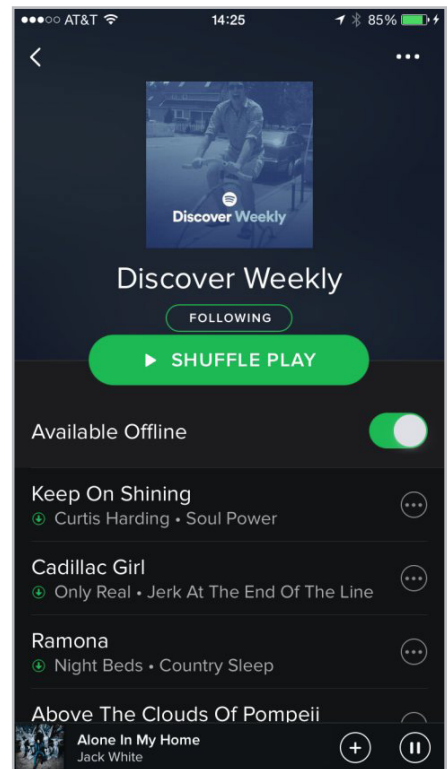 AT&T 14:25 85%
Discover Weekly
Discover Weekly
FOLLOWING
SHUFFLE PLAY
Available Offline
Keep On Shining
Curtis Harding • Soul Power
Cadillac Girl
Only Real • Jerk At The End Of The Line
Ramona
Night Beds • Country Sleep
Above The Clouds Of Pompeii
Alone In My Home
Jack White